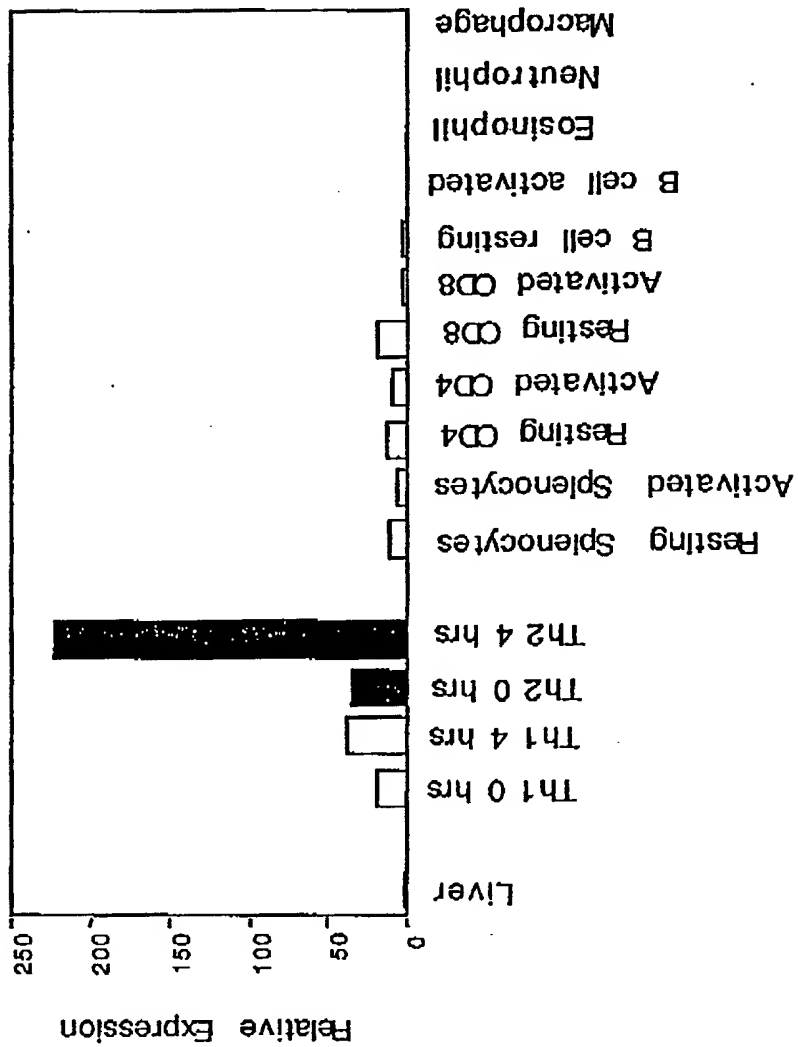 Relative Expression
0
50
100
150
200
250
Liver
Th1 0 hrs
Th1 4 hrs
Th2 0 hrs
Th2 4 hrs
Resting Splenocytes
Activated Splenocytes
Resting CD4
Activated CD4
Resting CD8
Activated CD8
B cell resting
B cell activated
Eosinophil
Neutrophil
Macrophage